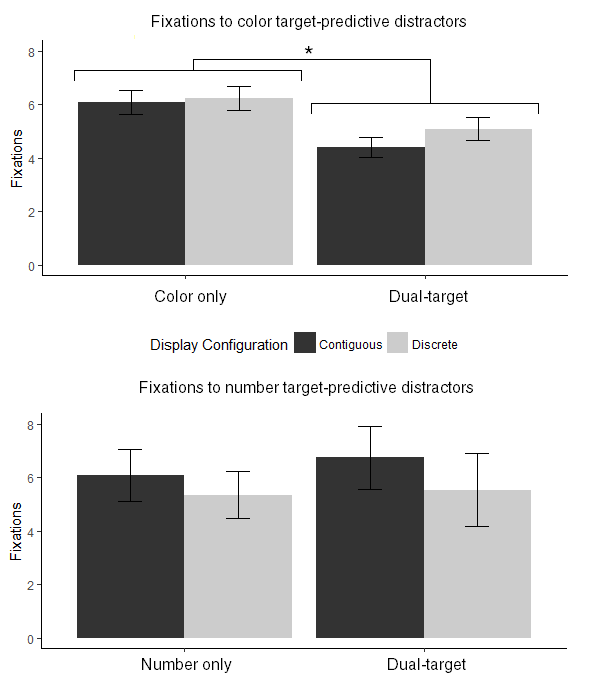 Fixations to color target-predictive distractors
*
8
6
4
2
0
Fixations
Color only Dual-target
Display Configuration Contiguous Discrete
Fixations to number target-predictive distractors
8
6
4
2
0
Fixations
Number only Dual-target